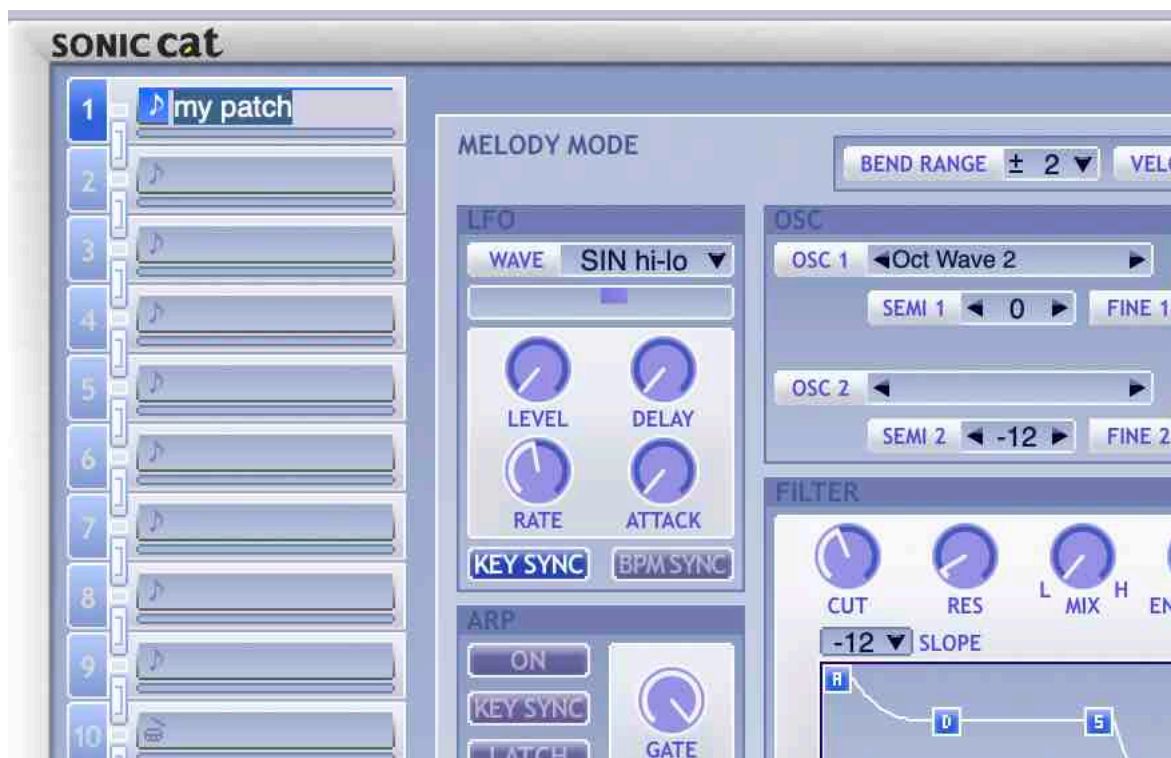 SONIC cat
1 my patch
2
3
4
5
6
7
8
9
10
MELODY MODE
BEND RANGE ± 2
LFO
WAVE SIN hi-lo
LEVEL DELAY
RATE ATTACK
KEY SYNC BPM SYNC
ARP
ON
KEY SYNC
LATCH
GATE
OSC
OSC 1 Oct Wave 2
SEMI 1 0 FINE 1
OSC 2
SEMI 2 -12 FINE 2
FILTER
CUT RES L MIX H
-12 SLOPE
A D S